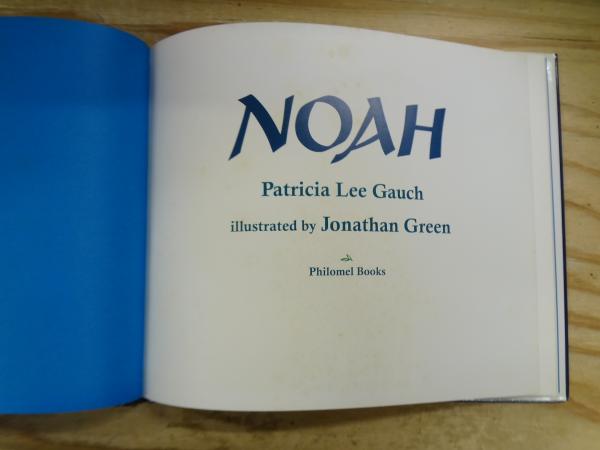 NOAH
Patricia Lee Gauch
illustrated by Jonathan Green
Philomel Books